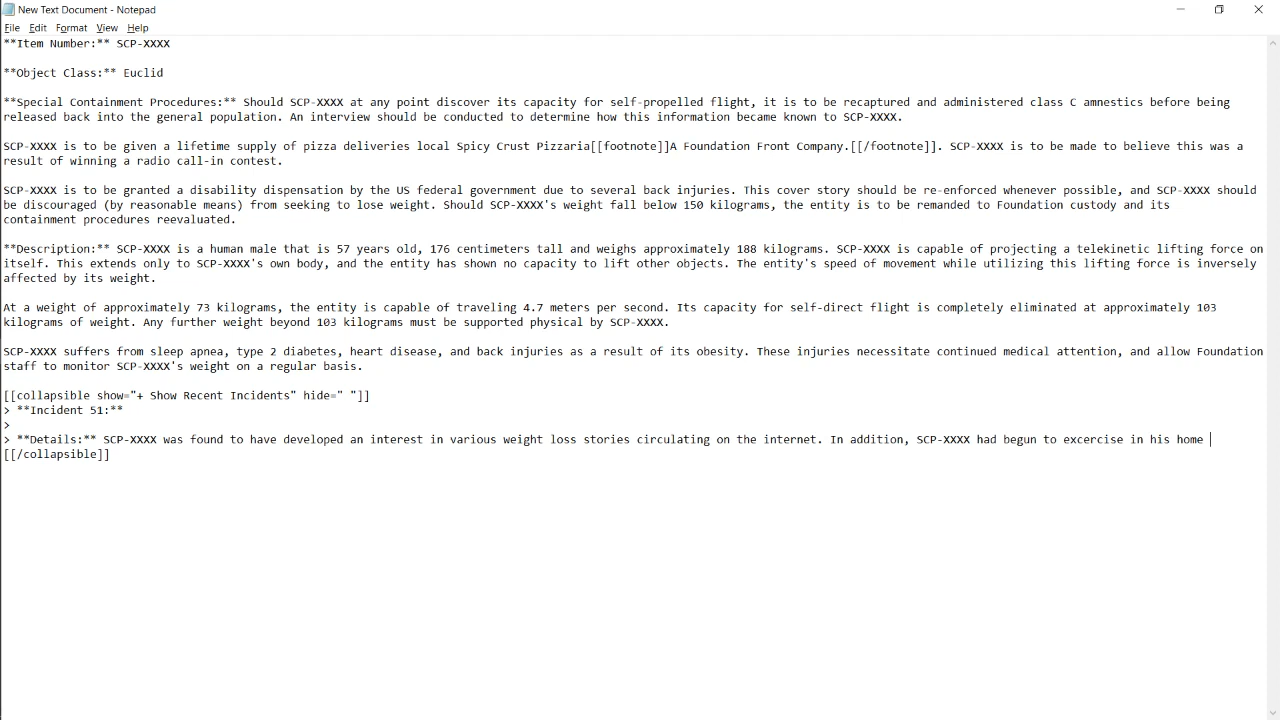 New Text Document - Notepad
File Edit Format View Help
**Item Number:** SCP-XXXX
**Object Class:** Euclid
**Special Containment Procedures:** Should SCP-XXXX at any point discover its capacity for self-propelled flight, it is to be recaptured and administered class C amnestics before being
released back into the general population. An interview should be conducted to determine how this information became known to SCP-XXXX.
SCP-XXXX is to be given a lifetime supply of pizza deliveries local Spicy Crust Pizzaria[[footnote]]A Foundation Front Company.[[/footnote]]. SCP-XXXX is to be made to believe this was a
result of winning a radio call-in contest.
SCP-XXXX is to be granted a disability dispensation by the US federal government due to several back injuries. This cover story should be re-enforced whenever possible, and SCP-XXXX should
be discouraged (by reasonable means) from seeking to lose weight. Should SCP-XXXX's weight fall below 150 kilograms, the entity is to be remanded to Foundation custody and its
containment procedures reevaluated.
**Description:** SCP-XXXX is a human male that is 57 years old, 176 centimeters tall and weighs approximately 188 kilograms. SCP-XXXX is capable of projecting a telekinetic lifting force on
itself. This extends only to SCP-XXXX's own body, and the entity has shown no capacity to lift other objects. The entity's speed of movement while utilizing this lifting force is inversely
affected by its weight.
At a weight of approximately 73 kilograms, the entity is capable of traveling 4.7 meters per second. Its capacity for self-direct flight is completely eliminated at approximately 103
kilograms of weight. Any further weight beyond 103 kilograms must be supported physical by SCP-XXXX.
SCP-XXXX suffers from sleep apnea, type 2 diabetes, heart disease, and back injuries as a result of its obesity. These injuries necessitate continued medical attention, and allow Foundation
staff to monitor SCP-XXXX's weight on a regular basis.
[[collapsible show="+ Show Recent Incidents" hide=" "]]
> **Incident 51:**
>
> **Details:** SCP-XXXX was found to have developed an interest in various weight loss stories circulating on the internet. In addition, SCP-XXXX had begun to excercise in his home
[[/collapsible]]